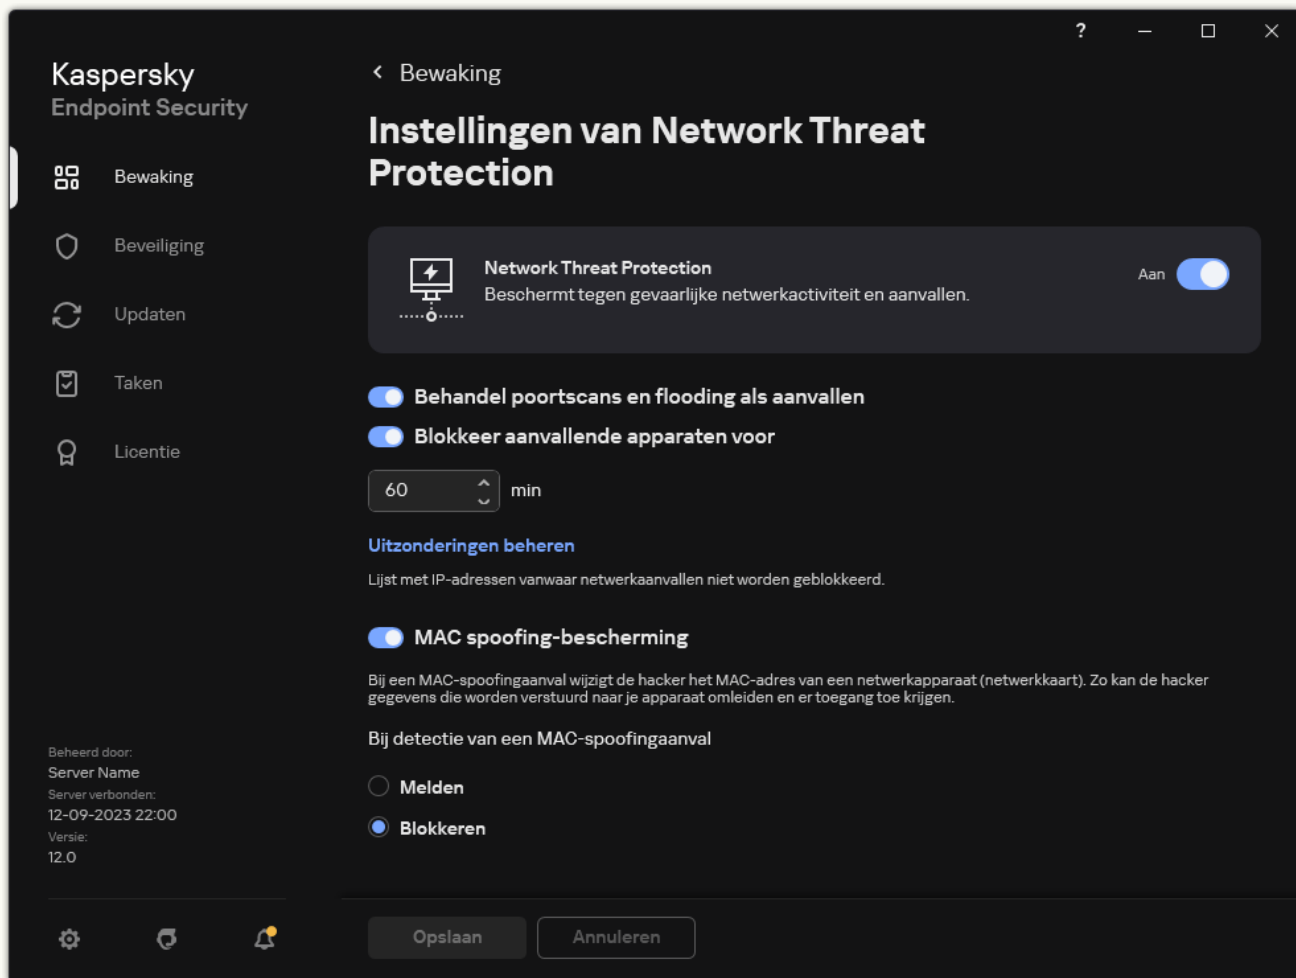 ?
Kaspersky
Endpoint Security
Bewaking
Beveiliging
Updaten
Taken
Licentie
Beheerd door:
Server Name
Server verbonden:
12-09-2023 22:00
Versie:
12.0
Bewaking
Instellingen van Network Threat
Protection
Network Threat Protection
Beschermt tegen gevaarlijke netwerkactiviteit en aanvallen.
Aan
Behandel poortscans en flooding als aanvallen
Blokkeer aanvallende apparaten voor
60 min
Uitzonderingen beheren
Lijst met IP-adressen vanwaar netwerkaanvallen niet worden geblokkeerd.
MAC spoofing-bescherming
Bij een MAC-spoofingaanval wijzigt de hacker het MAC-adres van een netwerkapparaat (netwerkkaart). Zo kan de hacker
gegevens die worden verstuurd naar je apparaat omleiden en er toegang toe krijgen.
Bij detectie van een MAC-spoofingaanval
Melden
Blokkeren
Opslaan
Annuleren